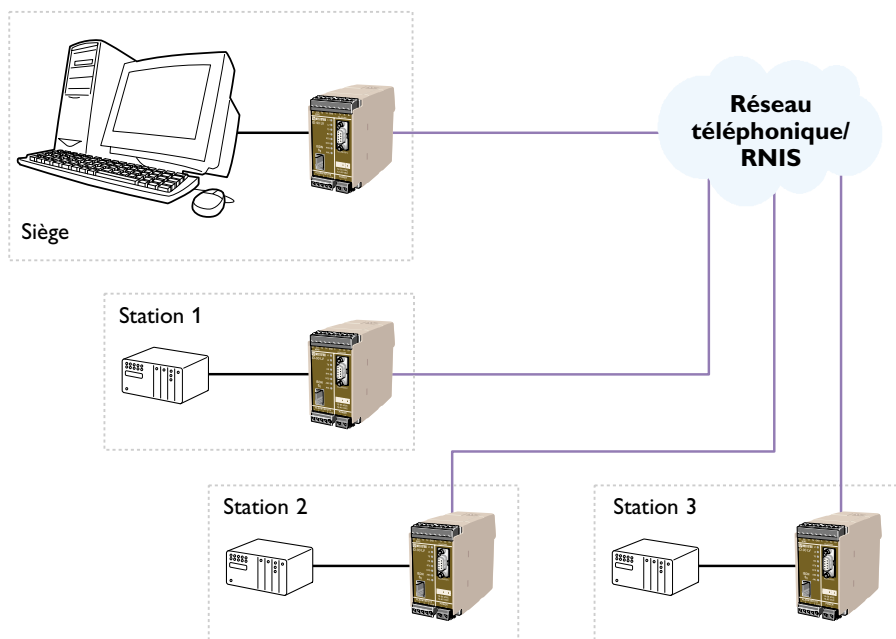 Réseau
téléphonique/
RNIS
Siège
Station 1
Station 2
Station 3